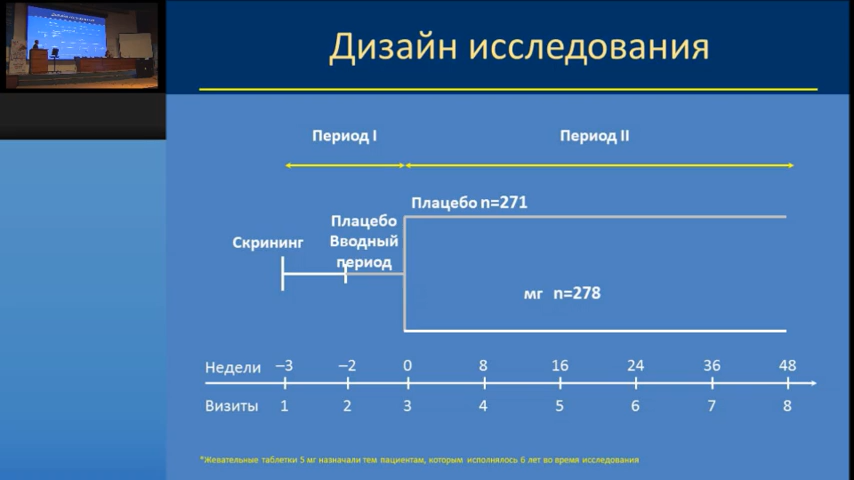 Дизайн исследования
Период I
Период II
Плацебо n=271
Плацебо
Скрининг
Вводный
период
мг n=278
Недели –3 –2 0 8 16 24 36 48
Визиты 1 2 3 4 5 6 7 8
*Жевательные таблетки 5 мг назначали тем пациентам, которым исполнялось 6 лет во время исследования